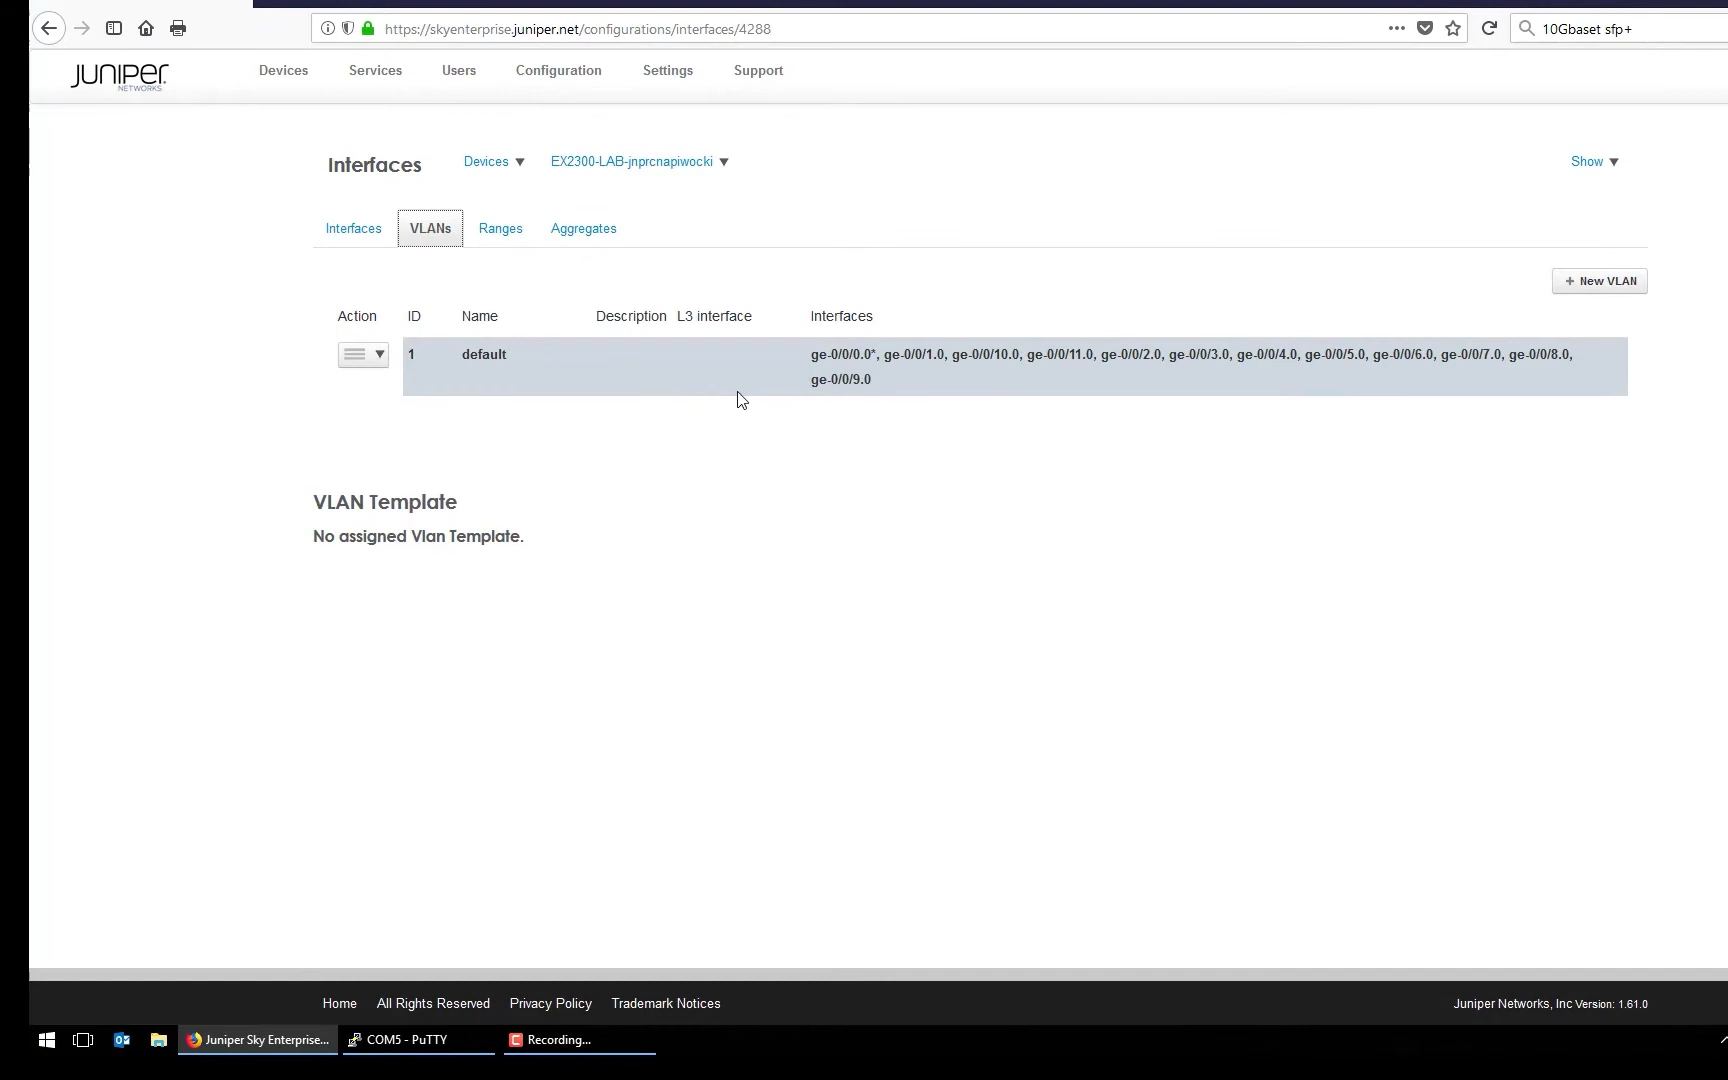 https://skyenterprise.juniper.net/configurations/interfaces/4288
10Gbaset sfp+
JUNIPER
NETWORKS
Devices Services Users Configuration Settings Support
Interfaces Devices EX2300-LAB-jnprcnapiwocki Show
Interfaces VLANs Ranges Aggregates
+ New VLAN
Action ID Name Description L3 interface Interfaces
1 default ge-0/0/0.0*, ge-0/0/1.0, ge-0/0/10.0, ge-0/0/11.0, ge-0/0/2.0, ge-0/0/3.0, ge-0/0/4.0, ge-0/0/5.0, ge-0/0/6.0, ge-0/0/7.0, ge-0/0/8.0,
ge-0/0/9.0
VLAN Template
No assigned Vlan Template.
Home All Rights Reserved Privacy Policy Trademark Notices Juniper Networks, Inc Version: 1.61.0
Juniper Sky Enterprise... COM5 - PuTTY Recording...